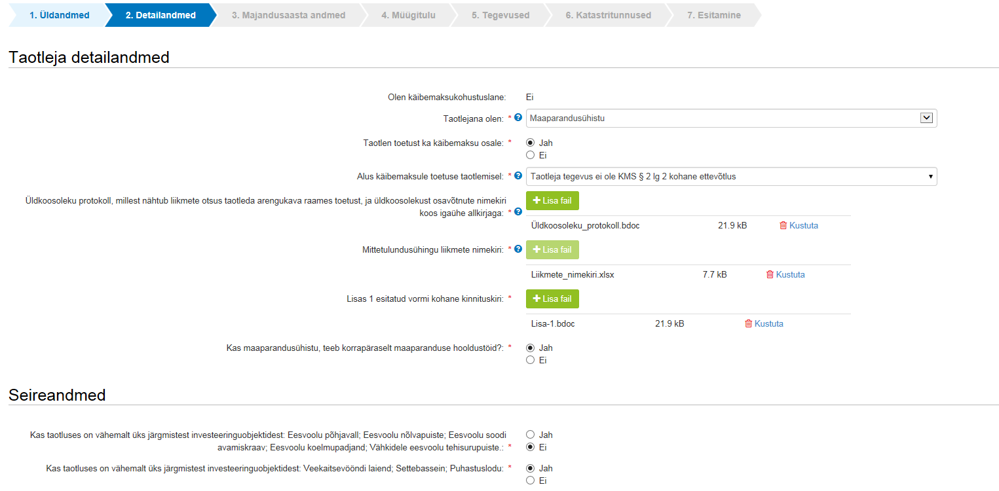 1. Üldandmed
2. Detailandmed
3. Majandusaasta andmed
4. Müügitulu
5. Tegevused
6. Katastritunnused
7. Esitamine
Taotleja detailandmed
Olen käibemaksukohustuslane: Ei
Taotlejana olen: * ? Maaparandusühistu
Taotlen toetust ka käibemaksu osale: * Jah
Ei
Alus käibemaksule toetuse taotlemisel: * ? Taotleja tegevus ei ole KMS § 2 lg 2 kohane ettevõtlus
Üldkoosoleku protokoll, millest nähtub liikmete otsus taotleda arengukava raames toetust, ja üldkoosolekust osavõtnute nimekiri
koos igaühe allkirjaga: * ?
+ Lisa fail
Üldkoosoleku_protokoll.bdoc 21.9 kB Kustuta
Mittetulundusühingu liikmete nimekiri: * ? + Lisa fail
Liikmete_nimekiri.xlsx 7.7 kB Kustuta
Lisas 1 esitatud vormi kohane kinnituskiri: * + Lisa fail
Lisa-1.bdoc 21.9 kB Kustuta
Kas maaparandusühistu, teeb korrapäraselt maaparanduse hooldustöid?: * Jah
Ei
Seireandmed
Kas taotluses on vähemalt üks järgmistest investeeringuobjektidest: Eesvoolu põhjavall; Eesvoolu nõlvapuiste; Eesvoolu soodi
avamiskraav; Eesvoolu koelmupadjand; Vähkidele eesvoolu tehisurupuiste.: *
Jah
Ei
Kas taotluses on vähemalt üks järgmistest investeeringuobjektidest: Veekaitsevööndi laiend; Settebassein; Puhastuslodu: * Jah
Ei